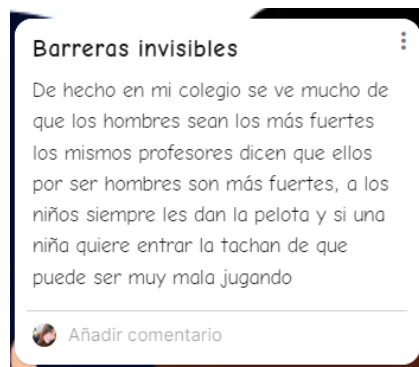 Barreras invisibles
De hecho en mi colegio se ve mucho de
que los hombres sean los más fuertes
los mismos profesores dicen que ellos
por ser hombres son más fuertes, a los
niños siempre les dan la pelota y si una
niña quiere entrar la tachan de que
puede ser muy mala jugando
Añadir comentario